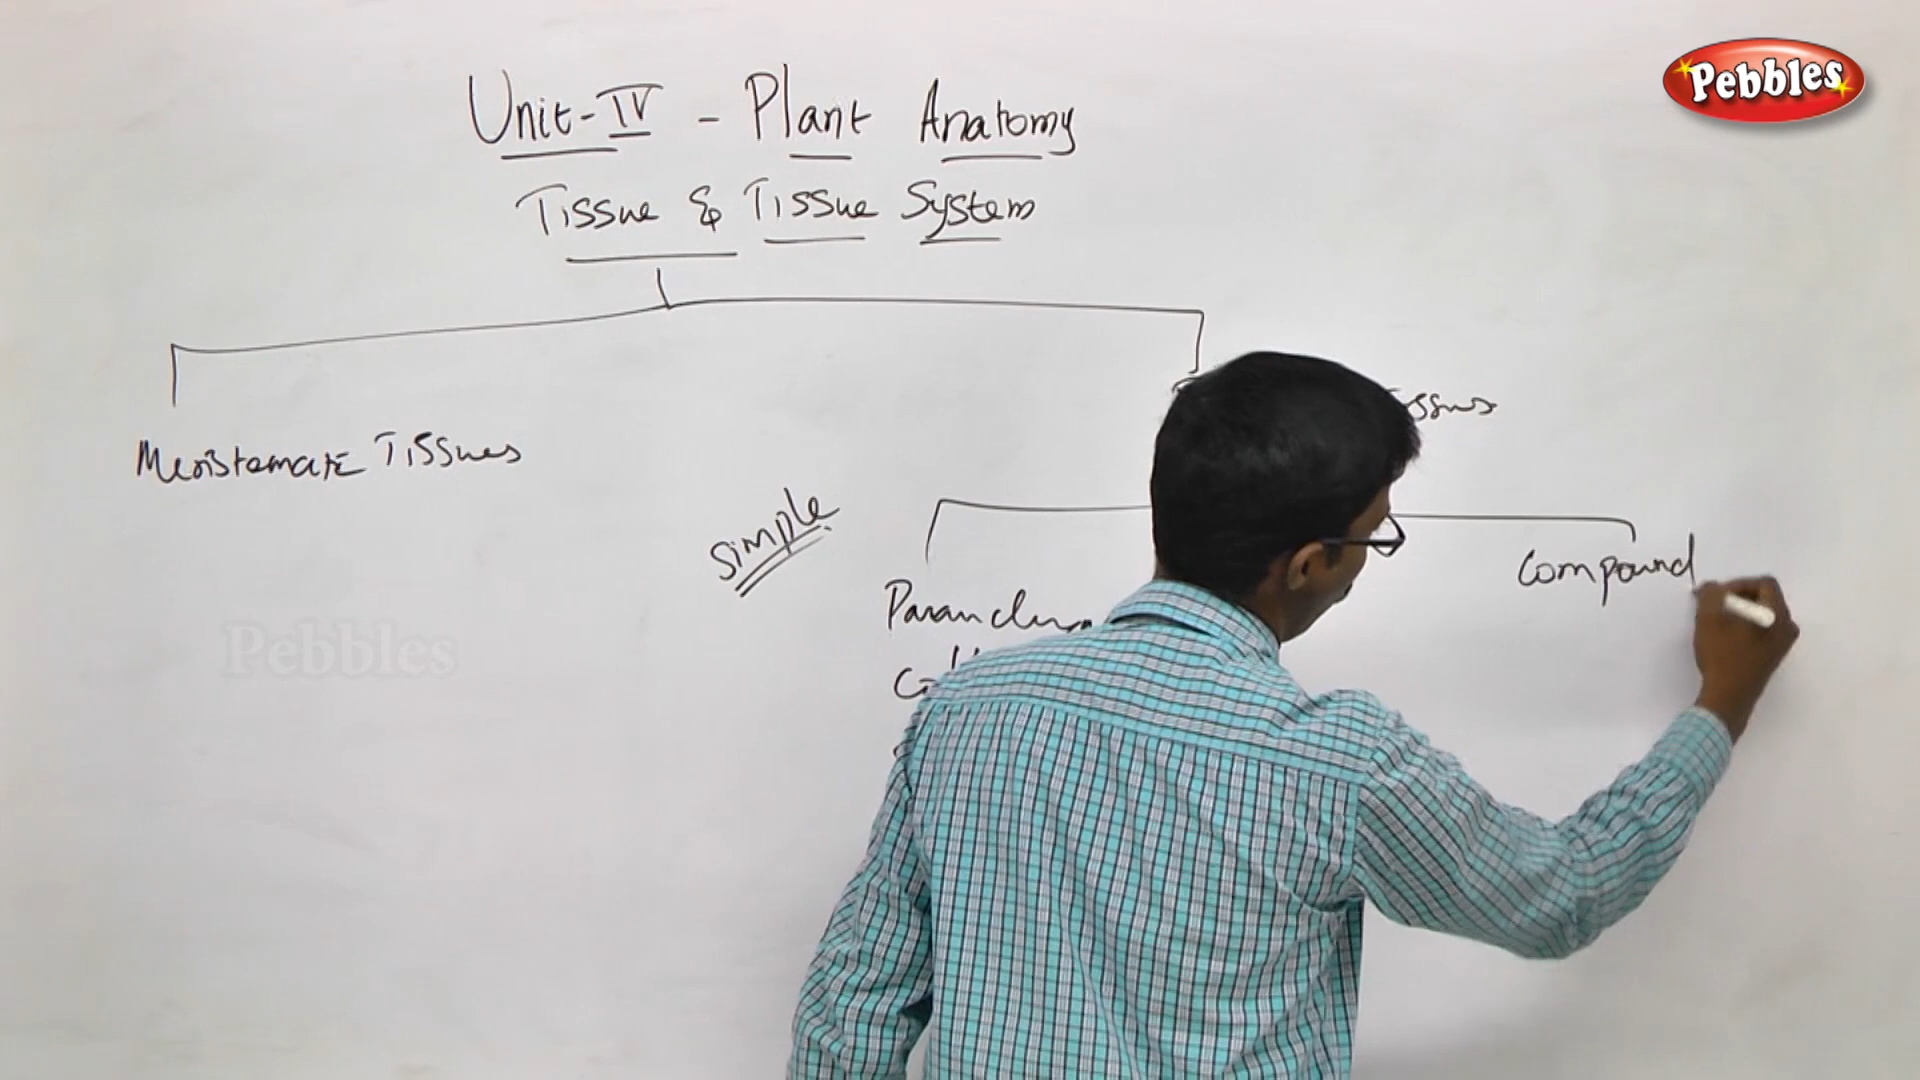 Pebbles
Unit-IV - Plant Anatomy
Tissue & Tissue System
Meristematic Tissues
Simple
Compound
Pebbles